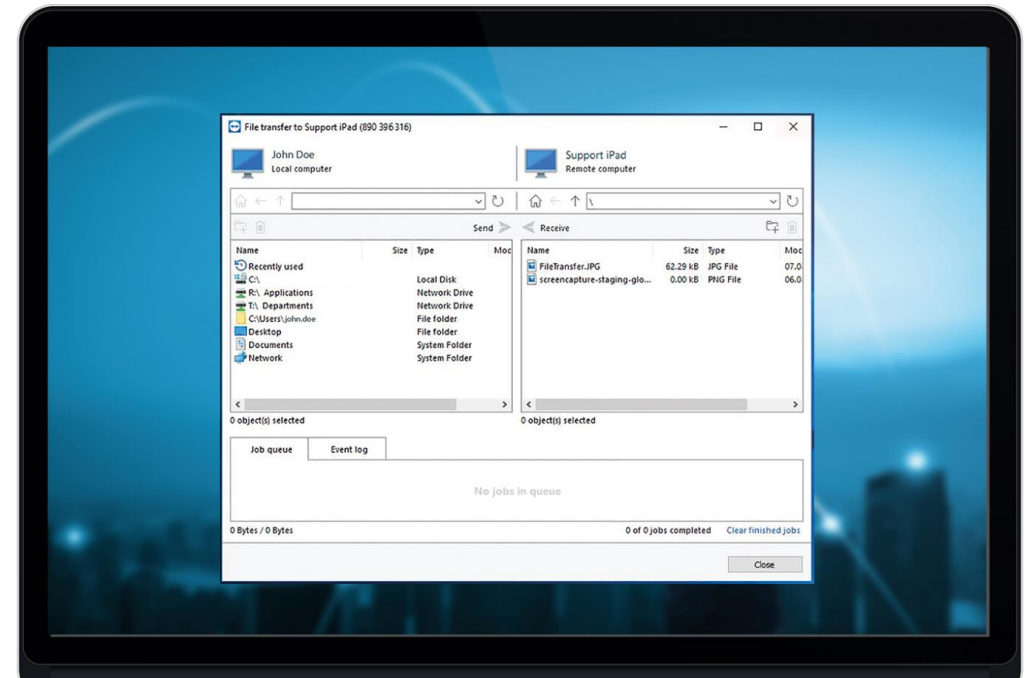 File transfer to Support iPad (890 396 316)
John Doe
Local computer
Support iPad
Remote computer
\
Send
Receive
Name Size Type Moc
Recently used
C:\ Local Disk
R:\ Applications Network Drive
T:\ Departments Network Drive
C:\Users\john.doe File folder
Desktop File folder
Documents System Folder
Network System Folder
Name Size Type Moc
FileTransfer.JPG 62.29 kB JPG File 07.0
screencapture-staging-glo... 0.00 kB PNG File 06.0
0 object(s) selected
0 object(s) selected
Job queue Event log
No jobs in queue
0 Bytes / 0 Bytes
0 of 0 jobs completed Clear finished jobs
Close